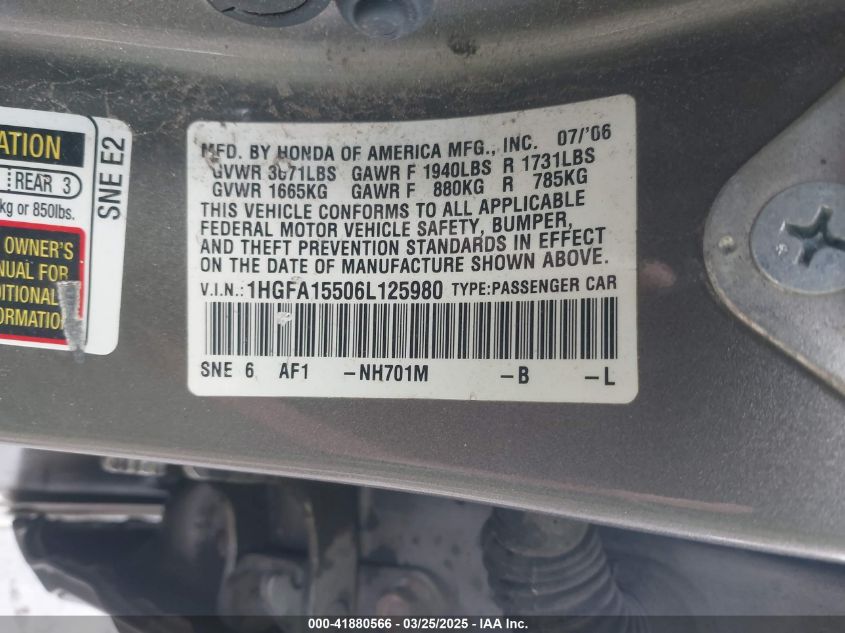 ATION
REAR 3
kg or 850lbs.
OWNER'S
NUAL FOR
DITIONAL
FORMATIO
SNE E2
MFD. BY HONDA OF AMERICA MFG., INC. 07/'06
GVWR 3671LBS GAWR F 1940LBS R 1731LBS
GVWR 1665KG GAWR F 880KG R 785KG
THIS VEHICLE CONFORMS TO ALL APPLICABLE
FEDERAL MOTOR VEHICLE SAFETY, BUMPER,
AND THEFT PREVENTION STANDARDS IN EFFECT
ON THE DATE OF MANUFACTURE SHOWN ABOVE.
V.I.N.: 1HGFA15506L125980 TYPE:PASSENGER CAR
SNE 6 AF1 -NH701M -B -L
000-41880566 - 03/25/2025 - IAA Inc.